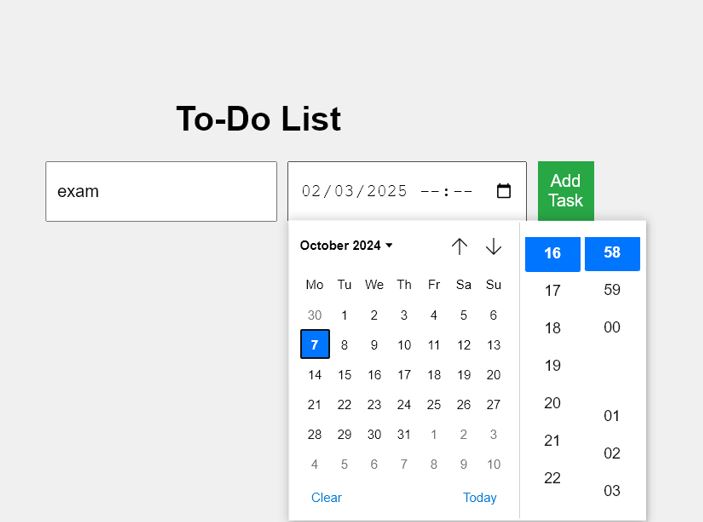 To-Do List
exam
02/03/2025 --:--
Add
Task
October 2024
Mo Tu We Th Fr Sa Su
30 1 2 3 4 5 6
7 8 9 10 11 12 13
14 15 16 17 18 19 20
21 22 23 24 25 26 27
28 29 30 31 1 2 3
4 5 6 7 8 9 10
Clear Today
16 58
17 59
18 00
19
20 01
21 02
22 03